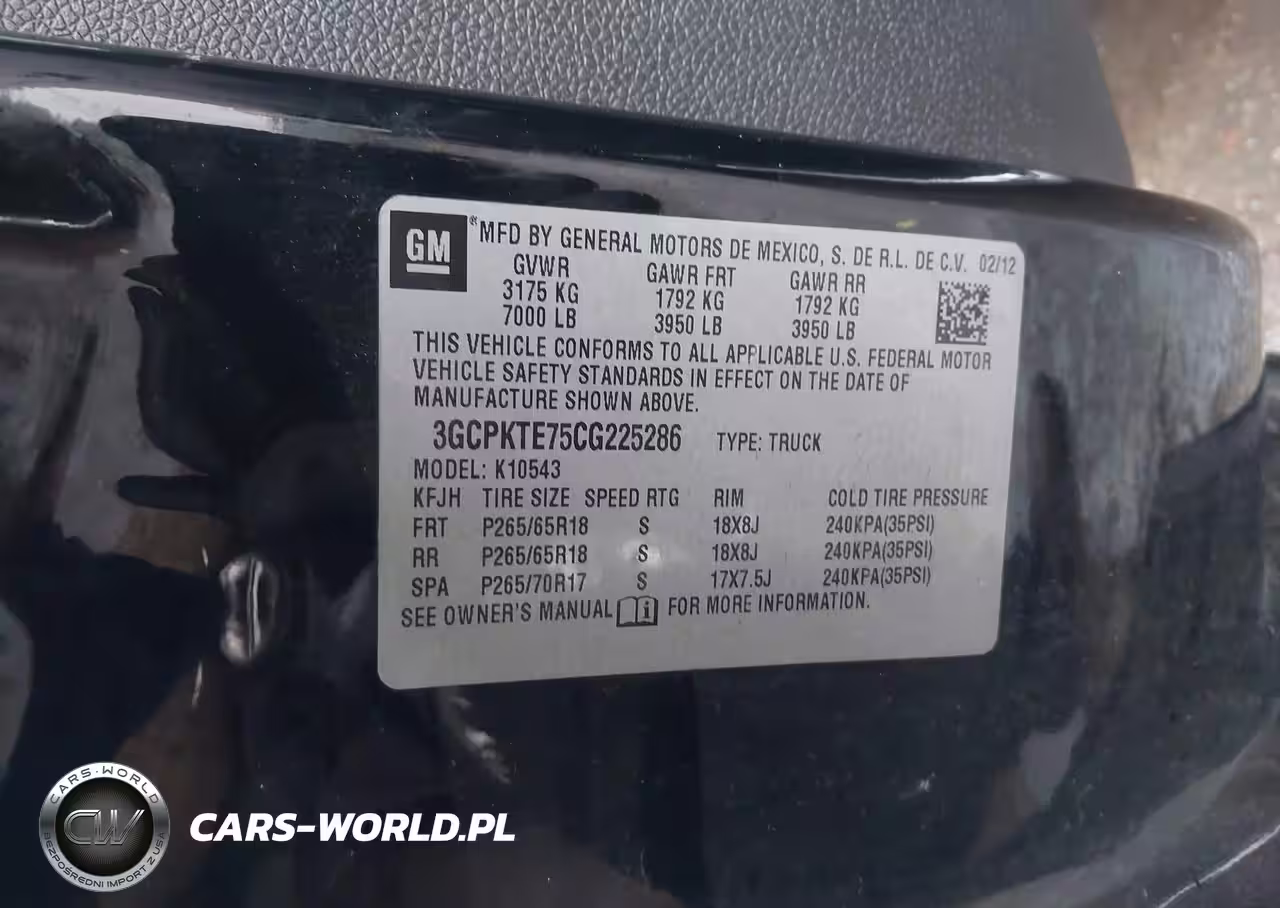 GM
®MFD BY GENERAL MOTORS DE MEXICO, S. DE R.L. DE C.V. 02/12
GVWR GAWR FRT GAWR RR
3175 KG 1792 KG 1792 KG
7000 LB 3950 LB 3950 LB
THIS VEHICLE CONFORMS TO ALL APPLICABLE U.S. FEDERAL MOTOR
VEHICLE SAFETY STANDARDS IN EFFECT ON THE DATE OF
MANUFACTURE SHOWN ABOVE.
3GCPKTE75CG225286 TYPE: TRUCK
MODEL: K10543
KFJH TIRE SIZE SPEED RTG RIM COLD TIRE PRESSURE
FRT P265/65R18 S 18X8J 240KPA(35PSI)
RR P265/65R18 S 18X8J 240KPA(35PSI)
SPA P265/70R17 S 17X7.5J 240KPA(35PSI)
SEE OWNER'S MANUAL i FOR MORE INFORMATION.
CARS-WORLD
CW
BEZPOŚREDNI IMPORT Z USA
CARS-WORLD.PL